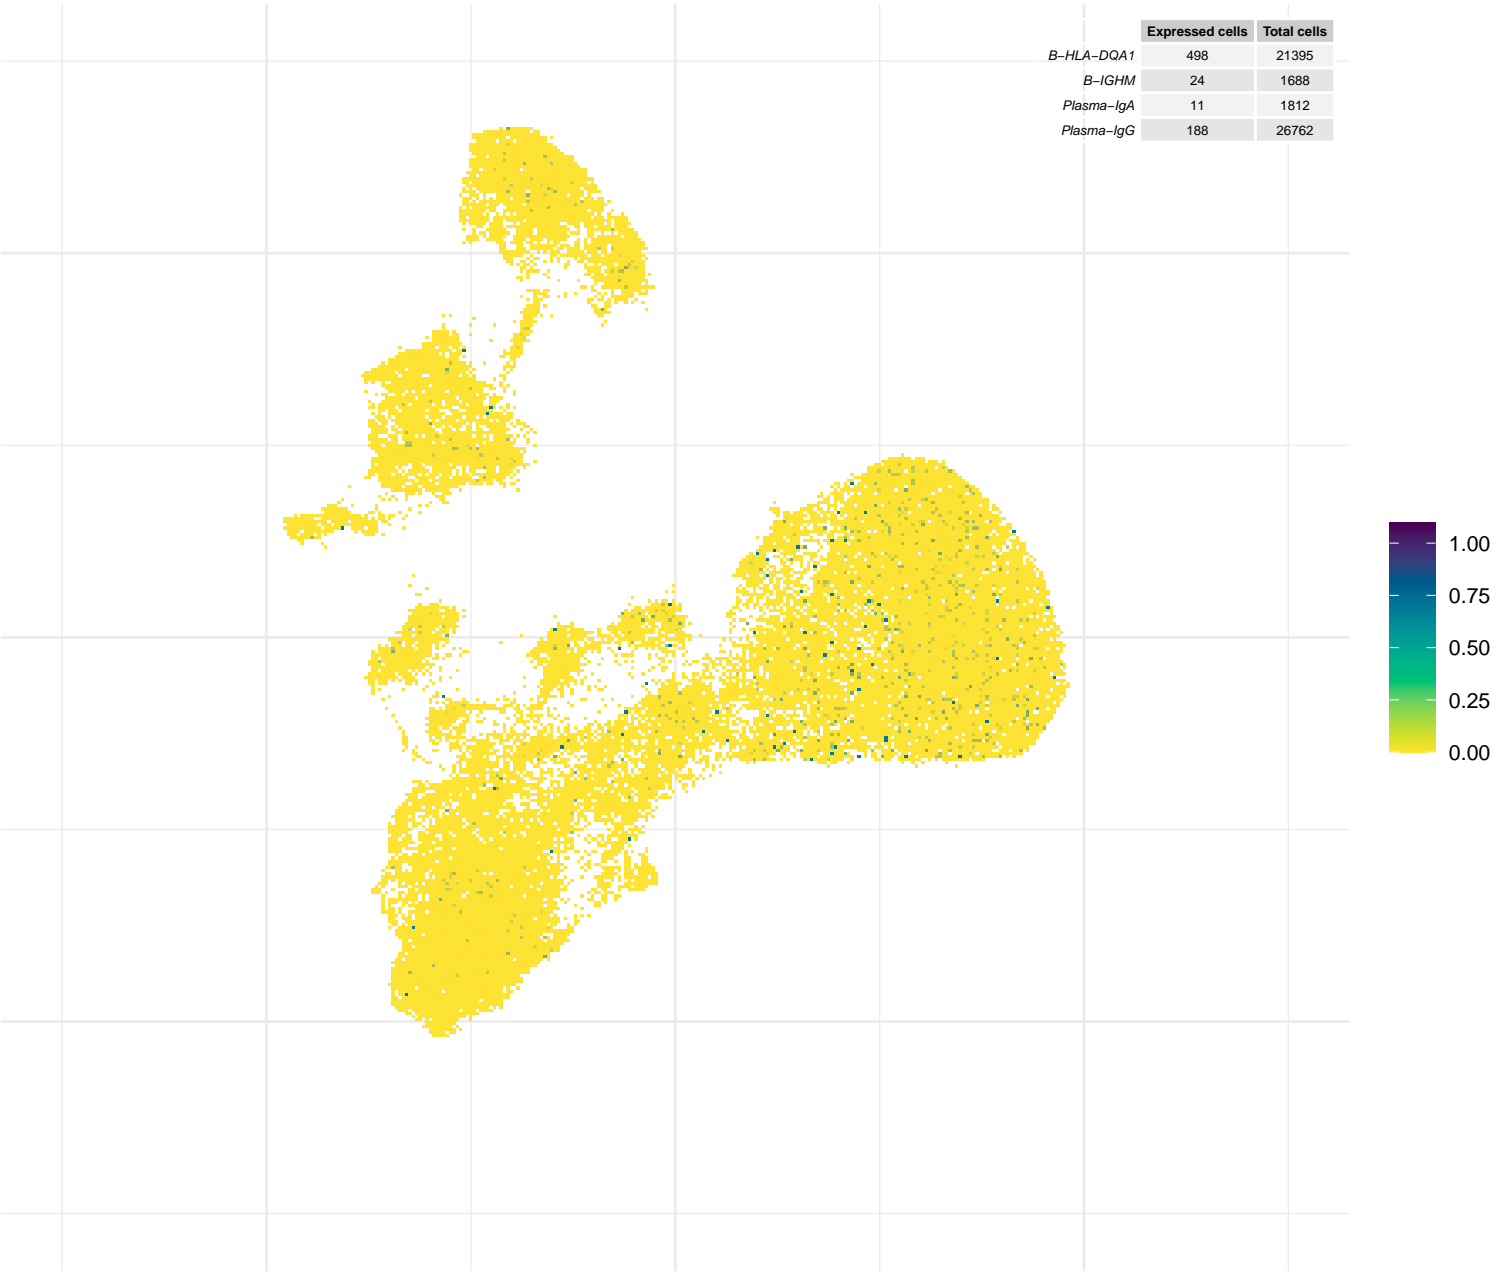 Expressed cells Total cells
B−HLA−DQA1 498 21395
B−IGHM 24 1688
Plasma−IgA 11 1812
Plasma−IgG 188 26762
1.00
0.75
0.50
0.25
0.00